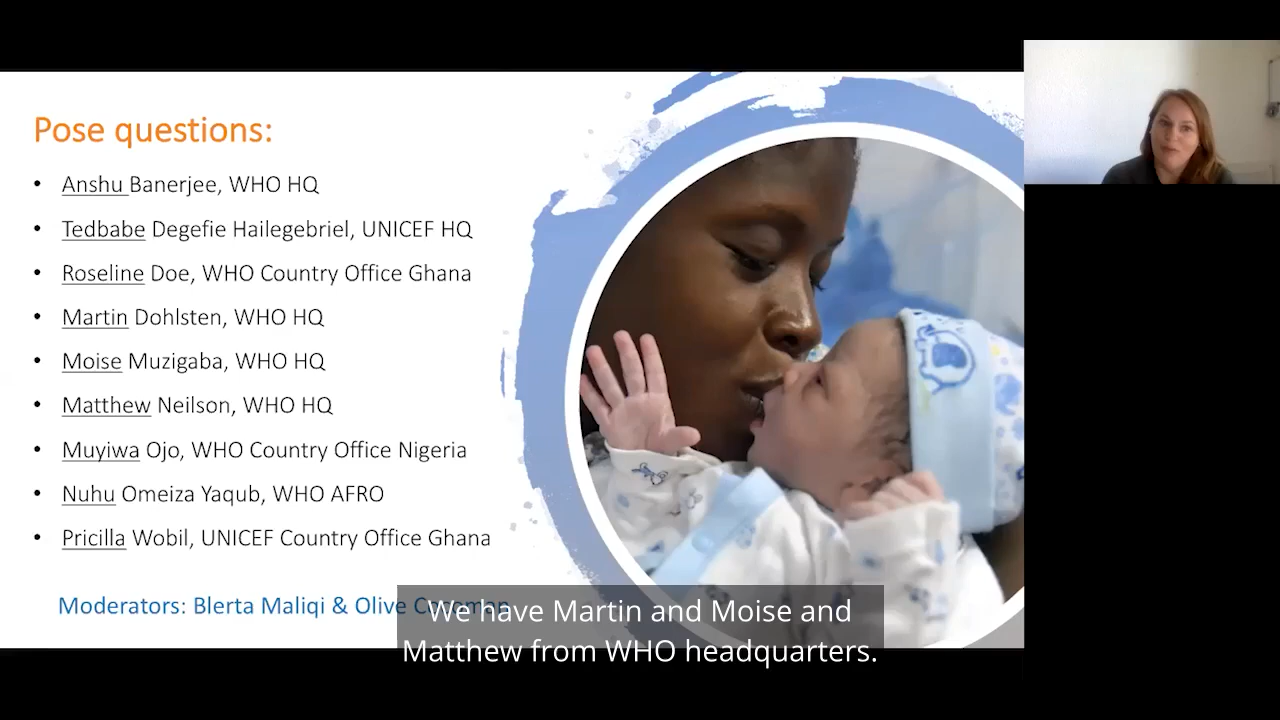 Pose questions:
• Anshu Banerjee, WHO HQ
• Tedbabe Degefie Hailegebriel, UNICEF HQ
• Roseline Doe, WHO Country Office Ghana
• Martin Dohlsten, WHO HQ
• Moise Muzigaba, WHO HQ
• Matthew Neilson, WHO HQ
• Muyiwa Ojo, WHO Country Office Nigeria
• Nuhu Omeiza Yaqub, WHO AFRO
• Pricilla Wobil, UNICEF Country Office Ghana
Moderators: Blerta Maliqi & Olive
We have Martin and Moise and
Matthew from WHO headquarters.